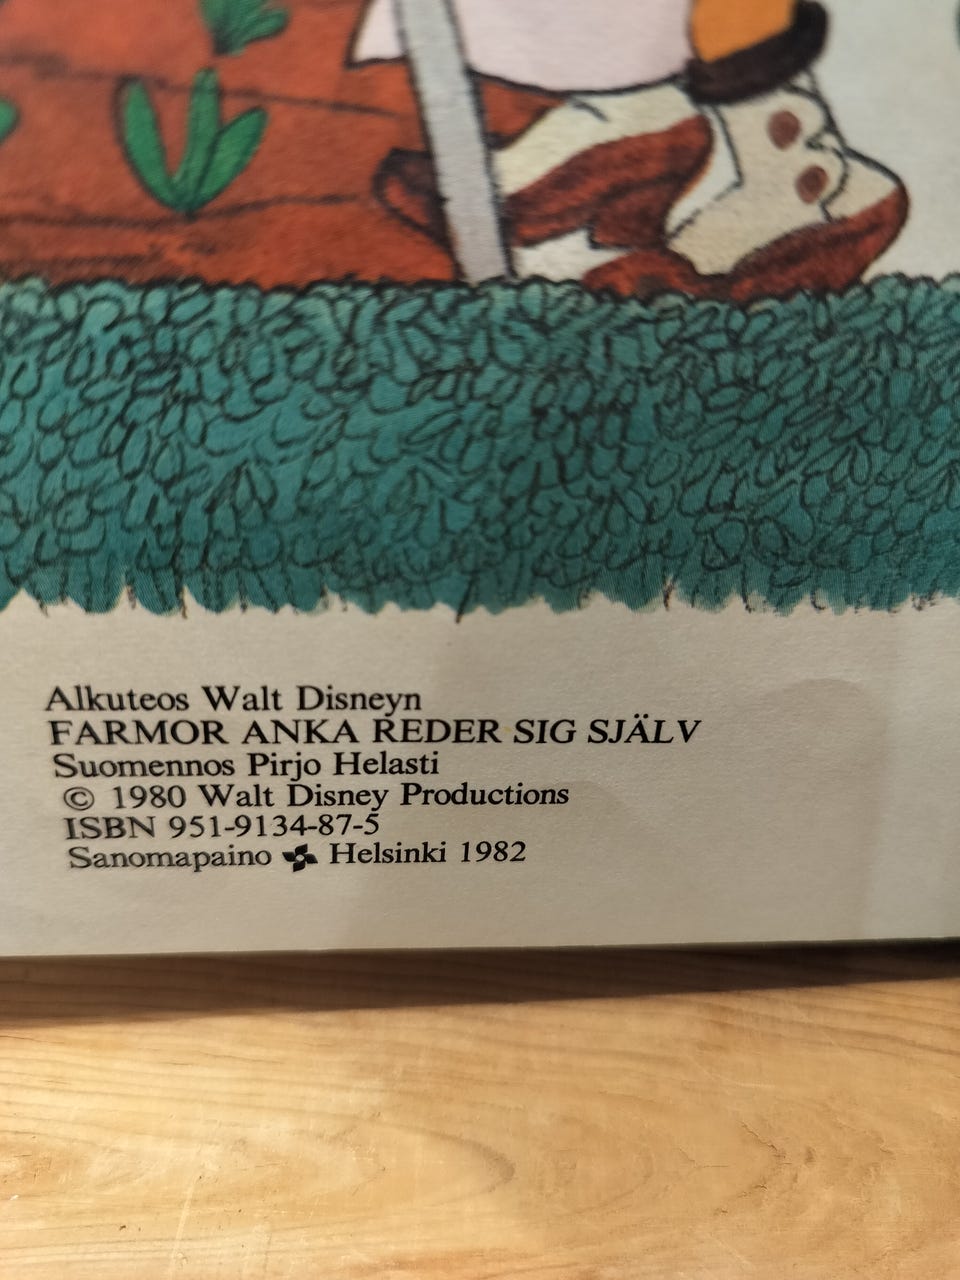 Alkuteos Walt Disneyn
FARMOR ANKA REDER SIG SJÄLV
Suomennos Pirjo Helasti
© 1980 Walt Disney Productions
ISBN 951-9134-87-5
Sanomapaino Helsinki 1982